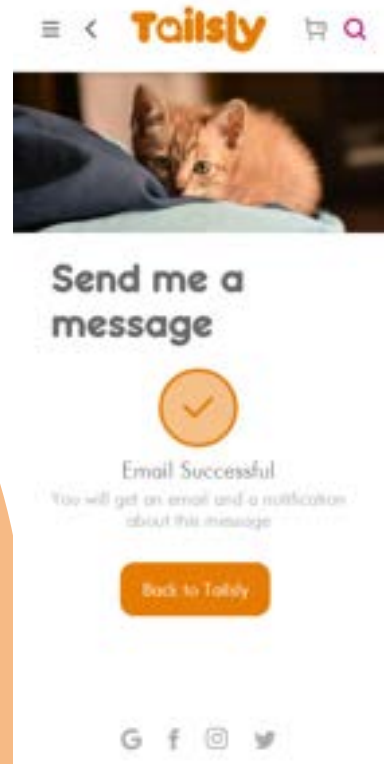 Tailsly
Send me a
message
Email Successful
You will get an email and a notification
about this message
Back to Tailsly